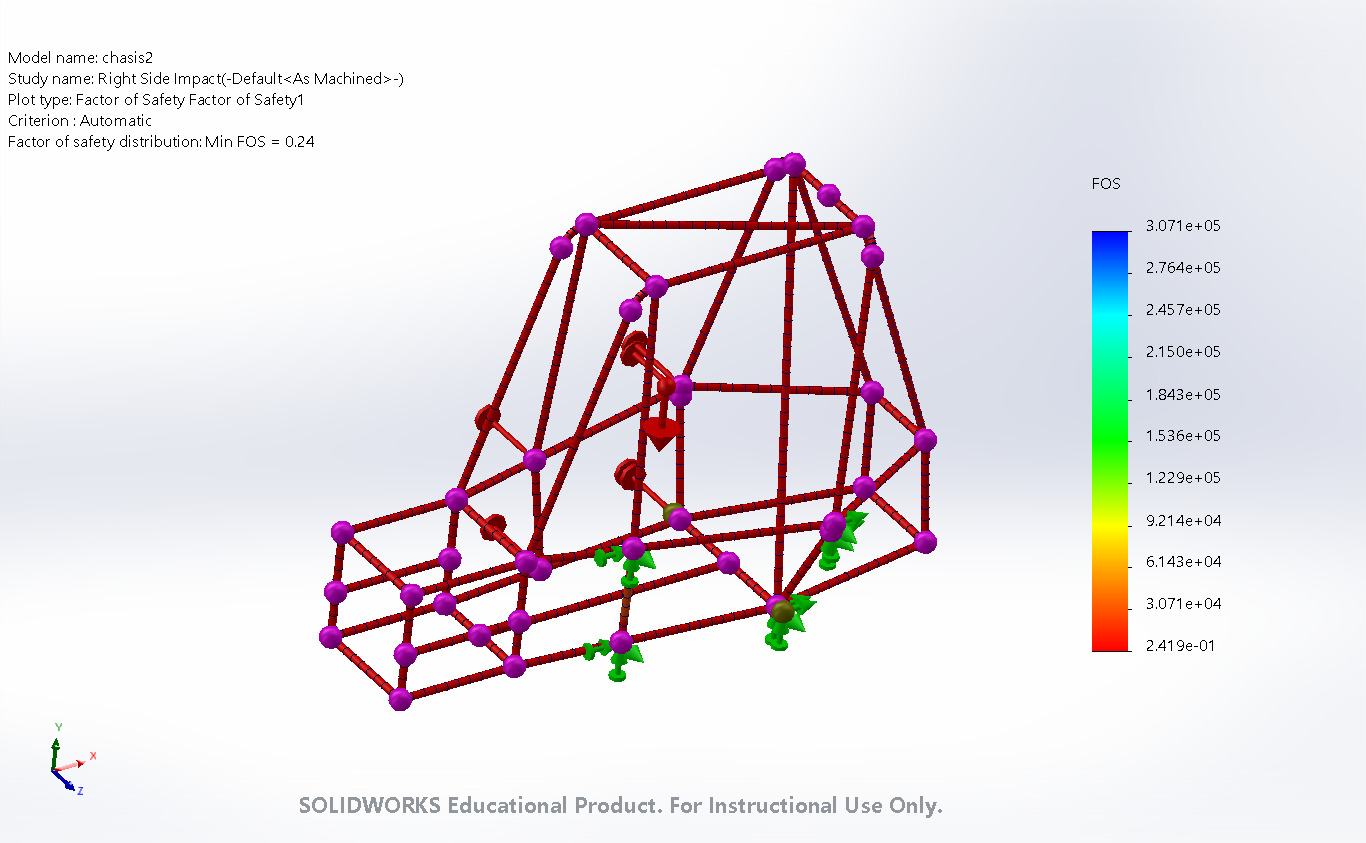 Model name: chasis2
Study name: Right Side Impact(-Default<As Machined>-)
Plot type: Factor of Safety Factor of Safety1
Criterion : Automatic
Factor of safety distribution: Min FOS = 0.24
FOS
3.071e+05
2.764e+05
2.457e+05
2.150e+05
1.843e+05
1.536e+05
1.229e+05
9.214e+04
6.143e+04
3.071e+04
2.419e-01
Y
X
Z
SOLIDWORKS Educational Product. For Instructional Use Only.